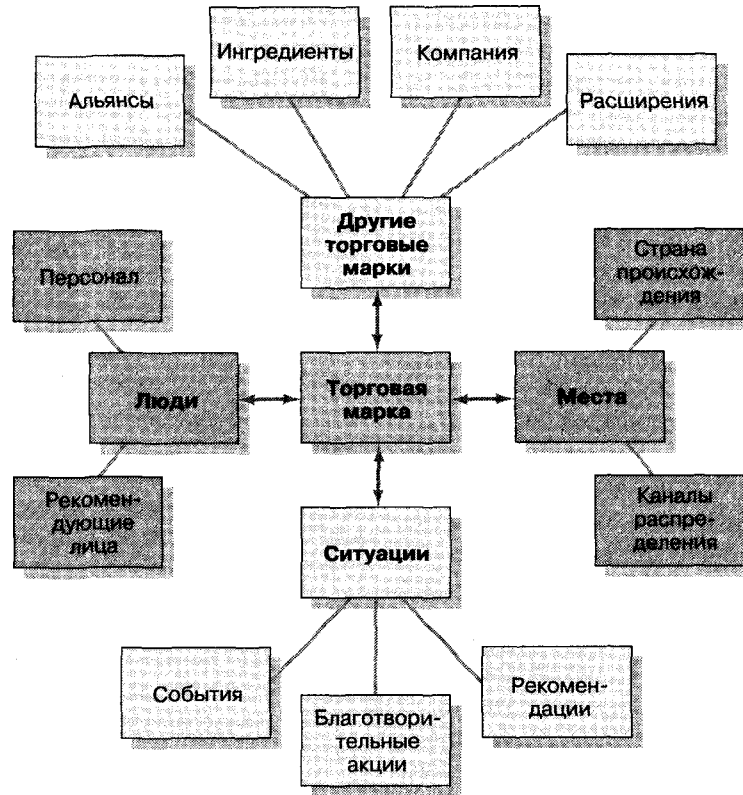 Ингредиенты
Компания
Альянсы
Расширения
Другие
торговые
марки
Персонал
Страна
происхож-
дения
Люди
Торговая
марка
Места
Рекомен-
дующие
лица
Каналы
распре-
деления
Ситуации
События
Благотвори-
тельные
акции
Рекомен-
дации